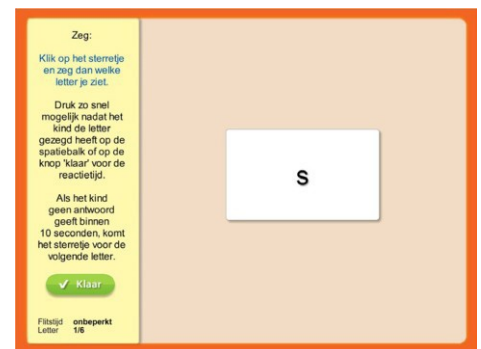 Zeg:
Klik op het sterretje
en zeg dan welke
letter je ziet.
Druk zo snel
mogelijk nadat het
kind de letter
gezegd heeft op de
spatiebalk of op de
knop 'klaar' voor de
reactietijd.
Als het kind
geen antwoord
geeft binnen
10 seconden, komt
het sterretje voor de
volgende letter.
Klaar
Flitstijd onbeperkt
Letter 1/6
s